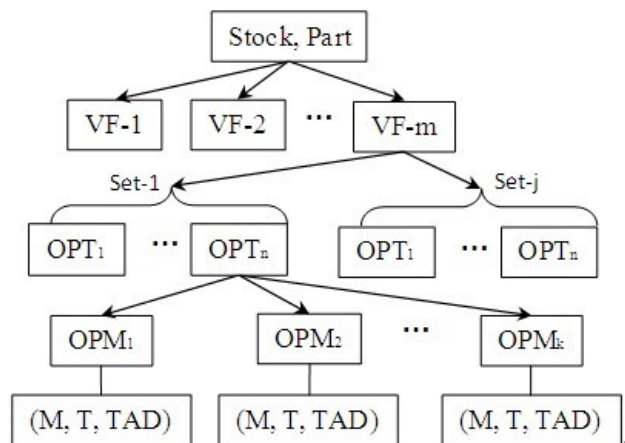 Stock, Part
VF-1 VF-2 ... VF-m
Set-1 Set-j
OPT₁ ... OPTₙ OPT₁ ... OPTₙ
OPM₁ OPM₂ ... OPMₖ
(M, T, TAD) (M, T, TAD) (M, T, TAD)